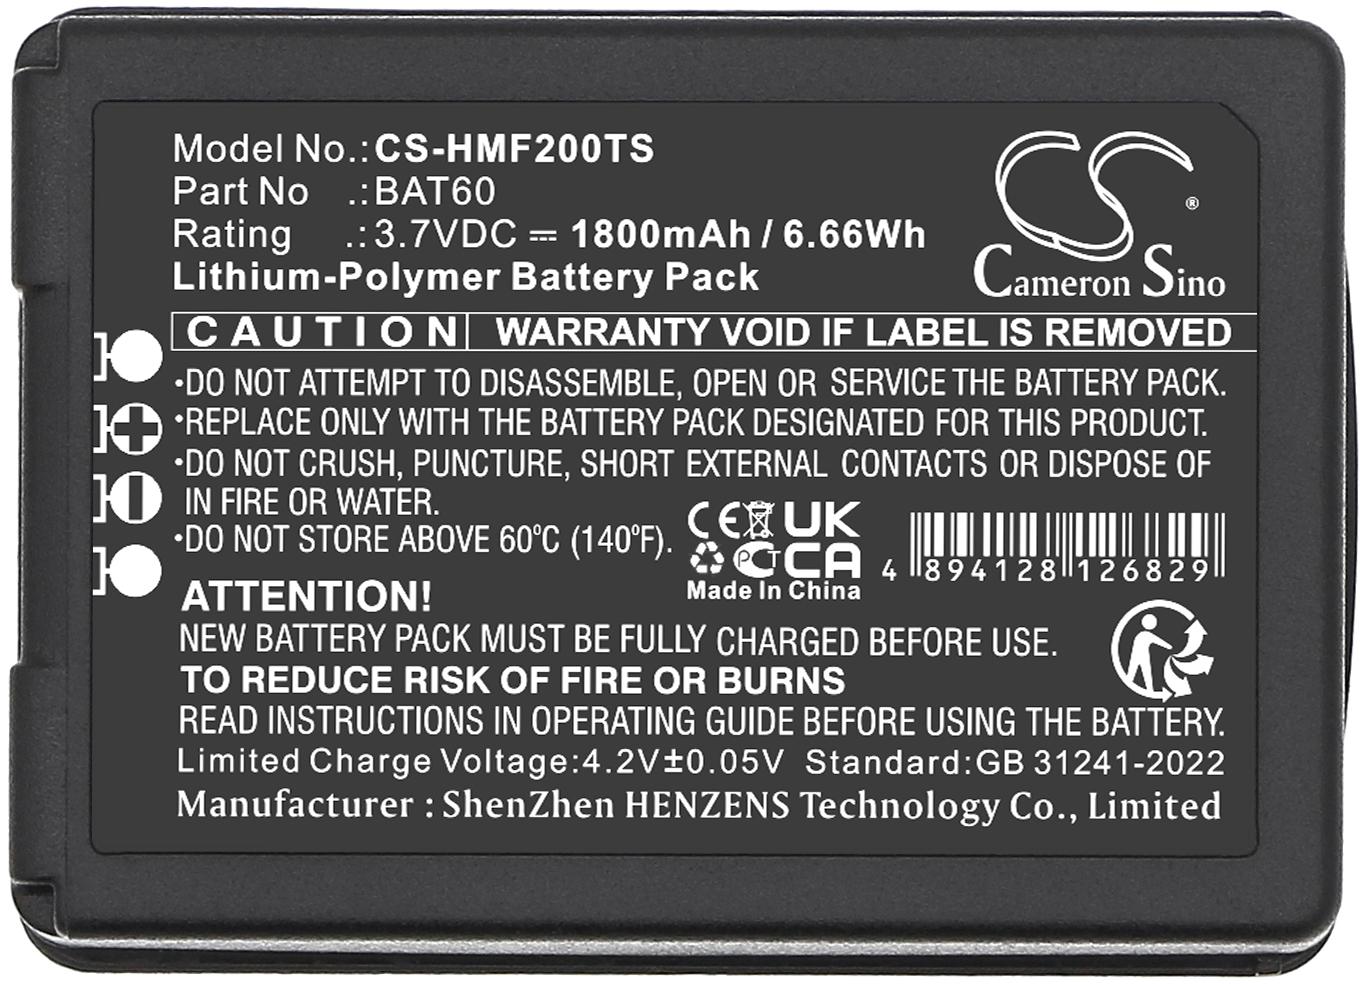 Model No.:CS-HMF200TS
Part No .:BAT60
Rating .:3.7VDC ⎓ 1800mAh / 6.66Wh
Lithium-Polymer Battery Pack
CS
®
Cameron Sino
CAUTION WARRANTY VOID IF LABEL IS REMOVED
•DO NOT ATTEMPT TO DISASSEMBLE, OPEN OR SERVICE THE BATTERY PACK.
•REPLACE ONLY WITH THE BATTERY PACK DESIGNATED FOR THIS PRODUCT.
•DO NOT CRUSH, PUNCTURE, SHORT EXTERNAL CONTACTS OR DISPOSE OF
IN FIRE OR WATER.
•DO NOT STORE ABOVE 60ºC (140ºF).
CE UK
PCT CA
Made In China
4 894128 126829
ATTENTION!
NEW BATTERY PACK MUST BE FULLY CHARGED BEFORE USE.
TO REDUCE RISK OF FIRE OR BURNS
READ INSTRUCTIONS IN OPERATING GUIDE BEFORE USING THE BATTERY.
Limited Charge Voltage:4.2V±0.05V Standard:GB 31241-2022
Manufacturer : ShenZhen HENZENS Technology Co., Limited